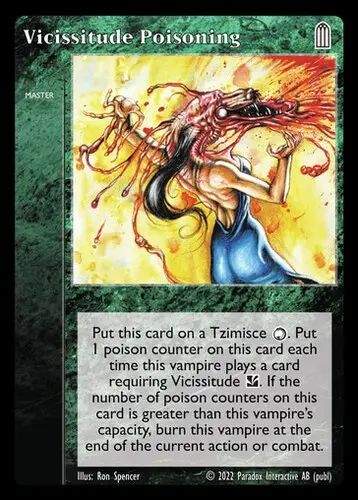 Vicissitude Poisoning
MASTER
Put this card on a Tzimisce . Put
1 poison counter on this card each
time this vampire plays a card
requiring Vicissitude . If the
number of poison counters on this
card is greater than this vampire's
capacity, burn this vampire at the
end of the current action or combat.
Illus: Ron Spencer © 2022 Paradox Interactive AB (publ)